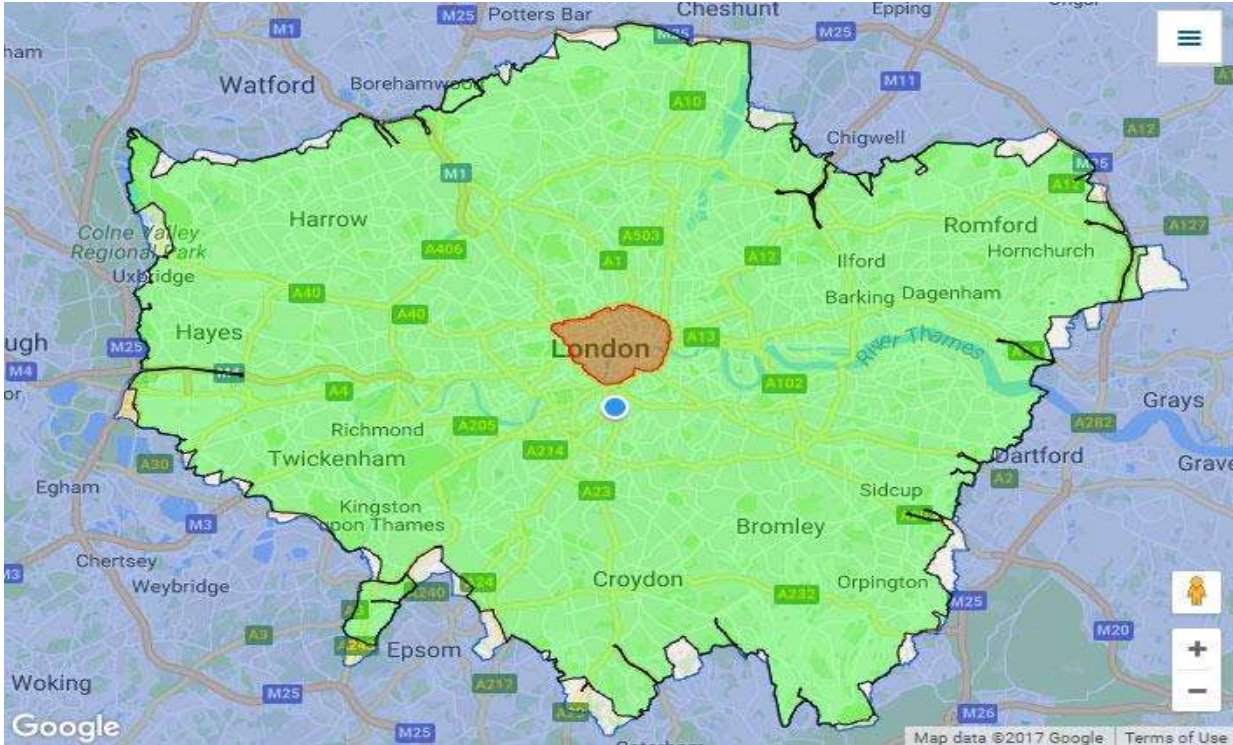 M25
Potters Bar
Cheshunt
Epping
M1
M25
M25
ham
Watford
Borehamwood
M11
A10
A12
Chigwell
M1
M25
Harrow
Colne Valley
Regional Park
A406
A503
A1
A12
Romford
A127
Hornchurch
Uxbridge
Ilford
A40
Barking
Dagenham
A40
Hayes
ugh
M25
London
A13
River Thames
M4
M4
A4
A102
or
Grays
Richmond
A205
A282
Twickenham
A214
Dartford
A30
A2
Grave
Egham
A23
Sidcup
Kingston
upon Thames
M3
Bromley
Chertsey
M3
Weybridge
A24
Croydon
Orpington
A240
A232
M25
A3
M20
Epsom
Woking
M25
A217
M25
M26
Google
Map data ©2017 Google
Terms of Use